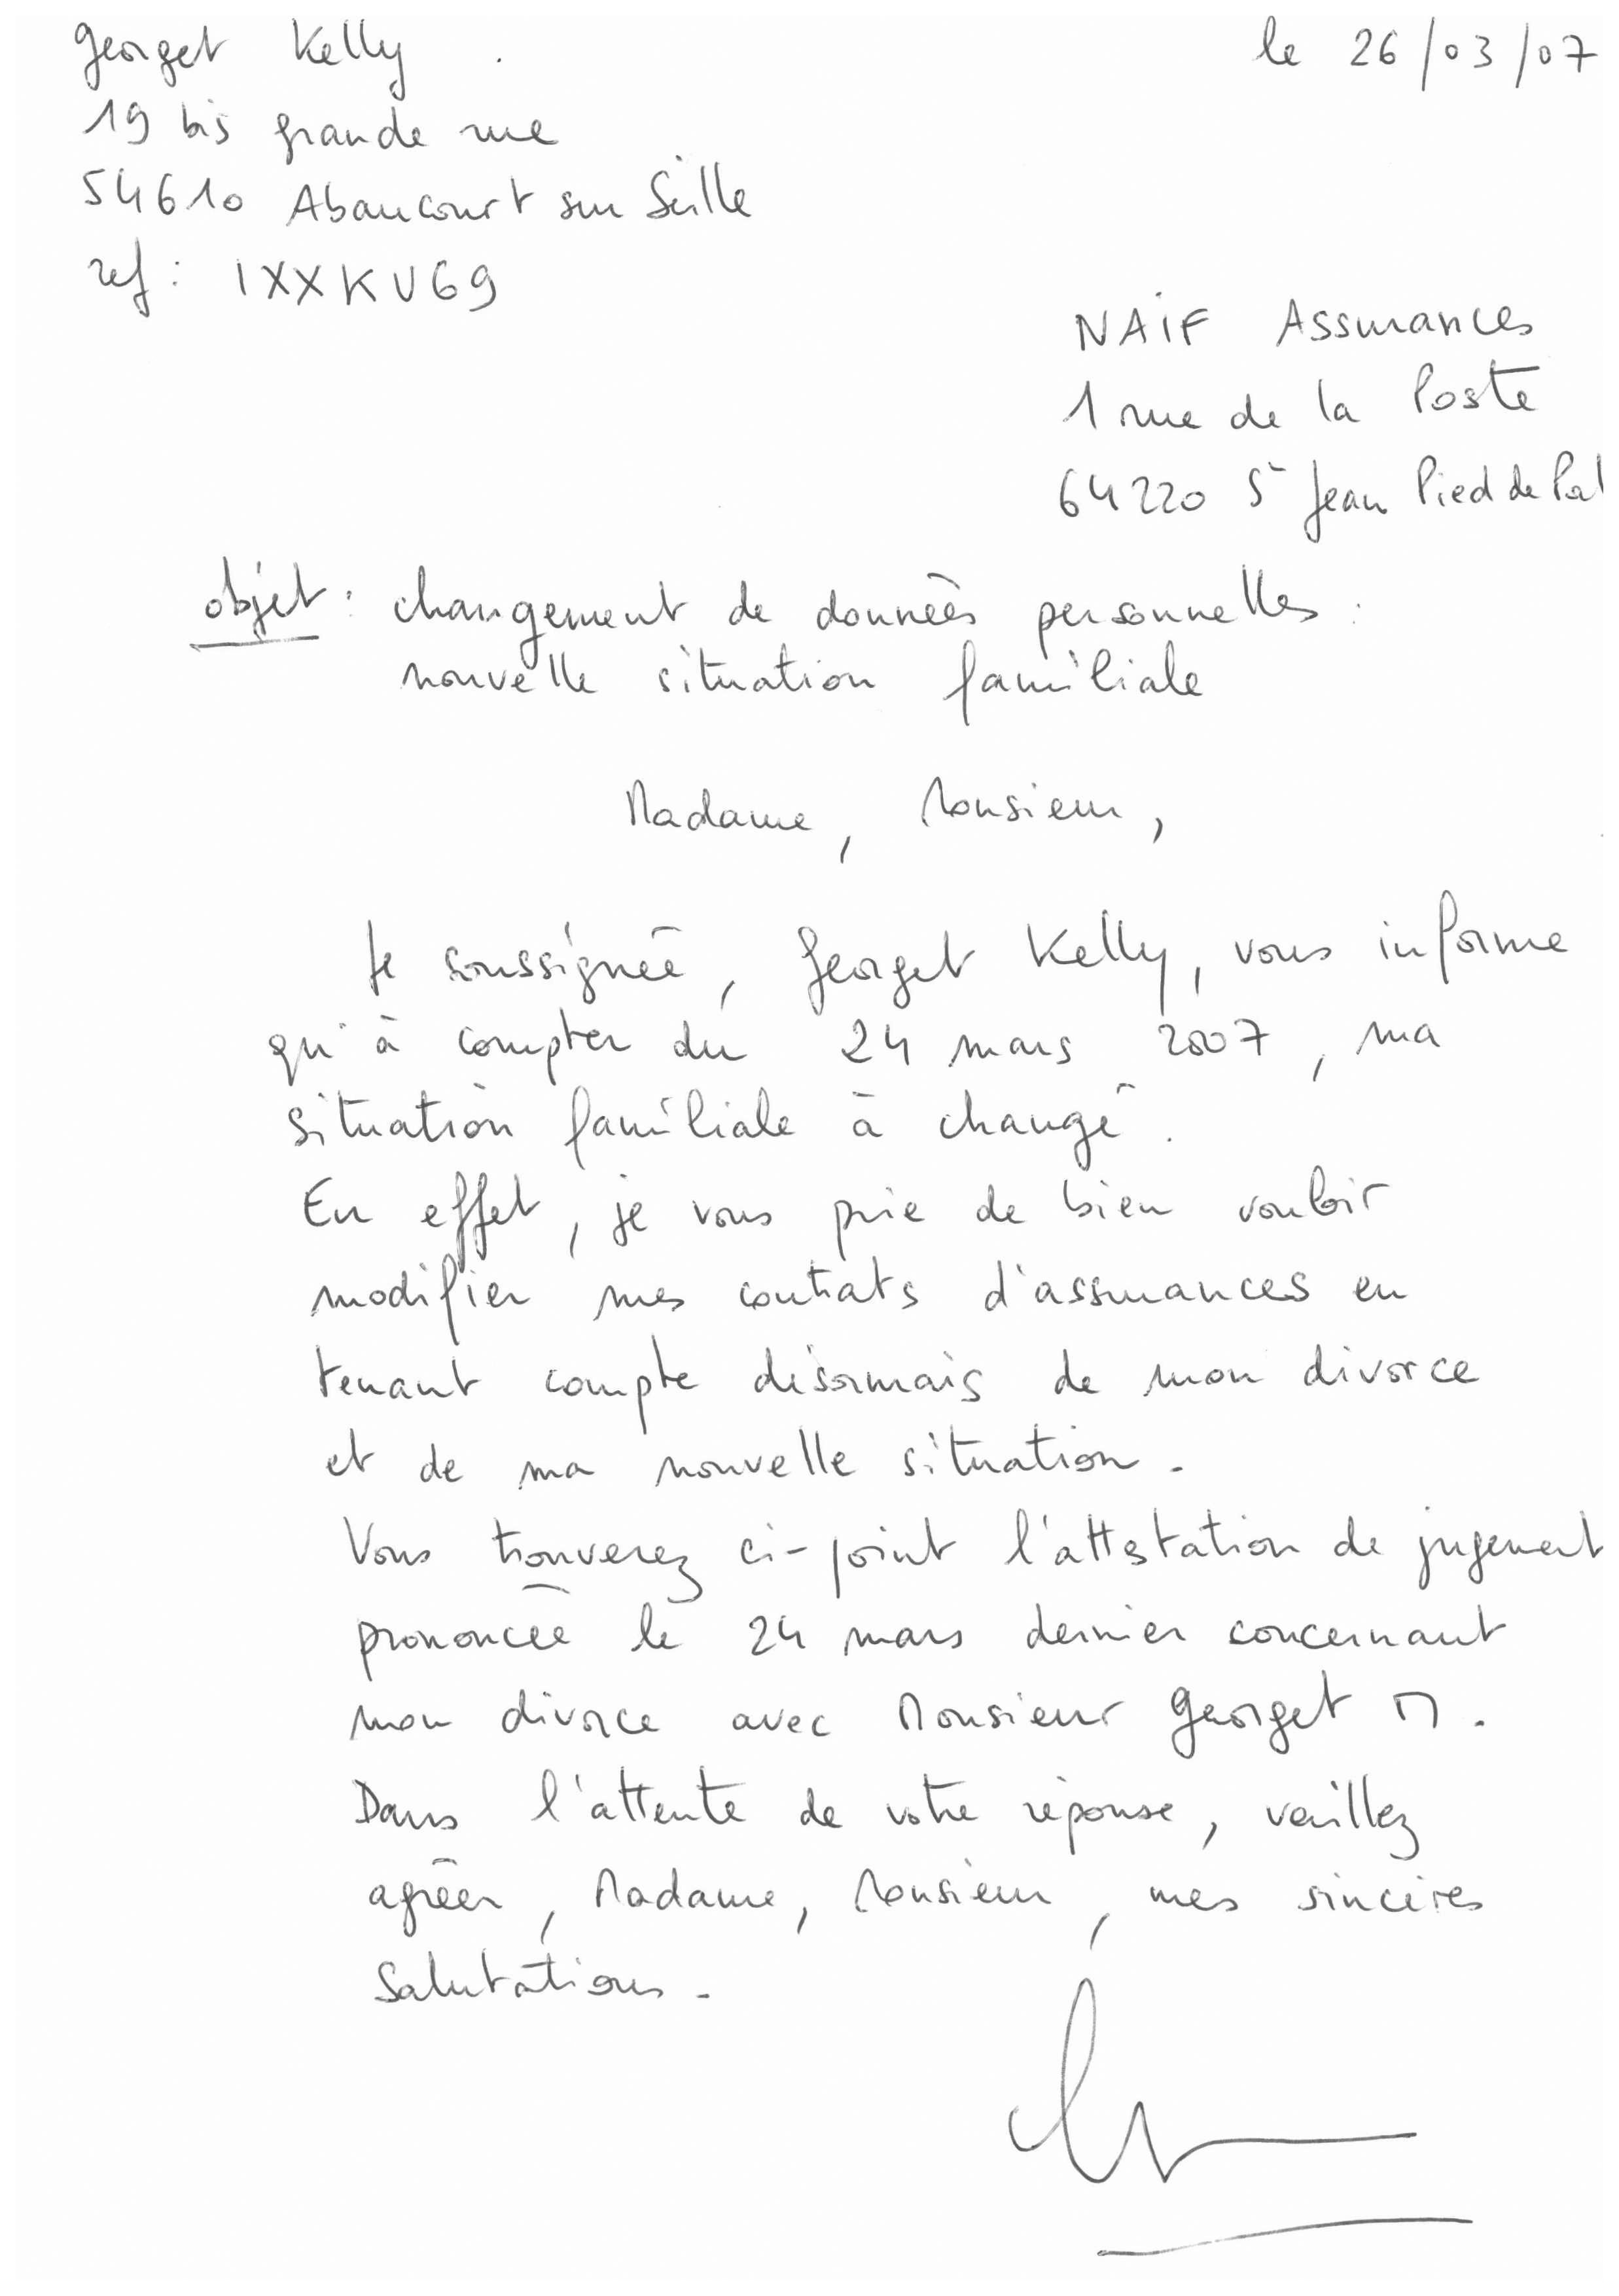 Georget Kelly
le 26/03/07
19 bis grande rue
54610 Abaucourt sur Seille
ref : IXXKV69
NAIF Assurances
1 rue de la Poste
64220 St Jean Pied de Po
objet : changement de données personnelles :
nouvelle situation familiale
Madame, Monsieur,
Je soussignée, Georget Kelly, vous informe
qu'à compter du 24 mars 2007, ma
situation familiale à changé.
En effet, je vous prie de bien vouloir
modifier mes contrats d'assurances en
tenant compte désormais de mon divorce
et de ma nouvelle situation.
Vous trouverez ci-joint l'attestation de jugement
prononcée le 24 mars dernier concernant
mon divorce avec Monsieur Georget M.
Dans l'attente de votre réponse, veuillez
agréer, Madame, Monsieur, mes sincères
Salutations.